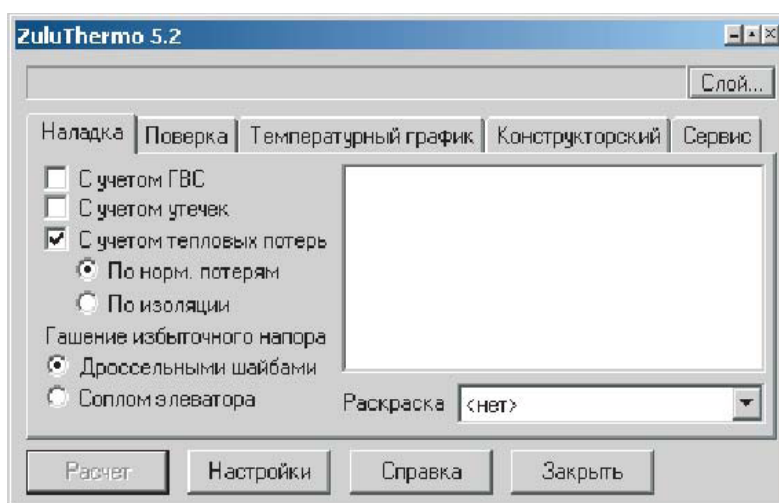 ZuluThermo 5.2
Слой...
Наладка Поверка Температурный график Конструкторский Сервис
С учетом ГВС
С учетом утечек
С учетом тепловых потерь
По норм. потерям
По изоляции
Гашение избыточного напора
Дроссельными шайбами
Соплом элеватора
Раскраска <нет>
Расчет Настройки Справка Закрыть